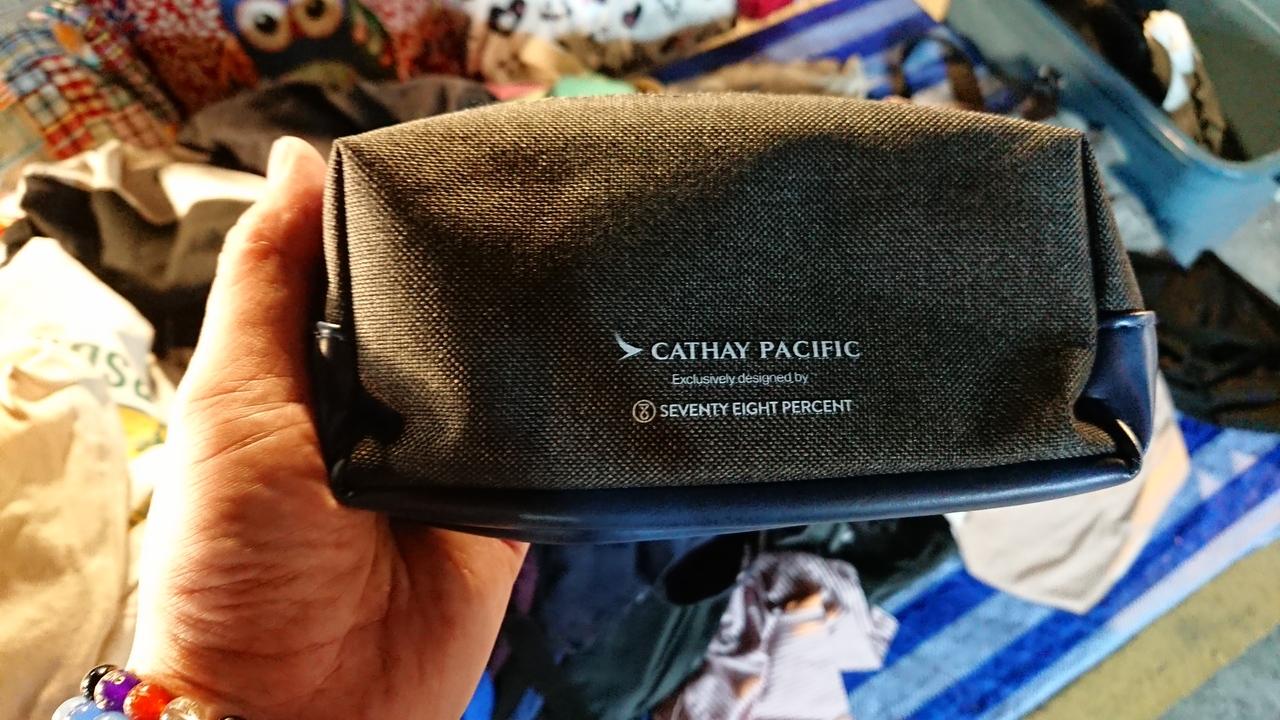 CATHAY PACIFIC
Exclusively designed by
SEVENTY EIGHT PERCENT